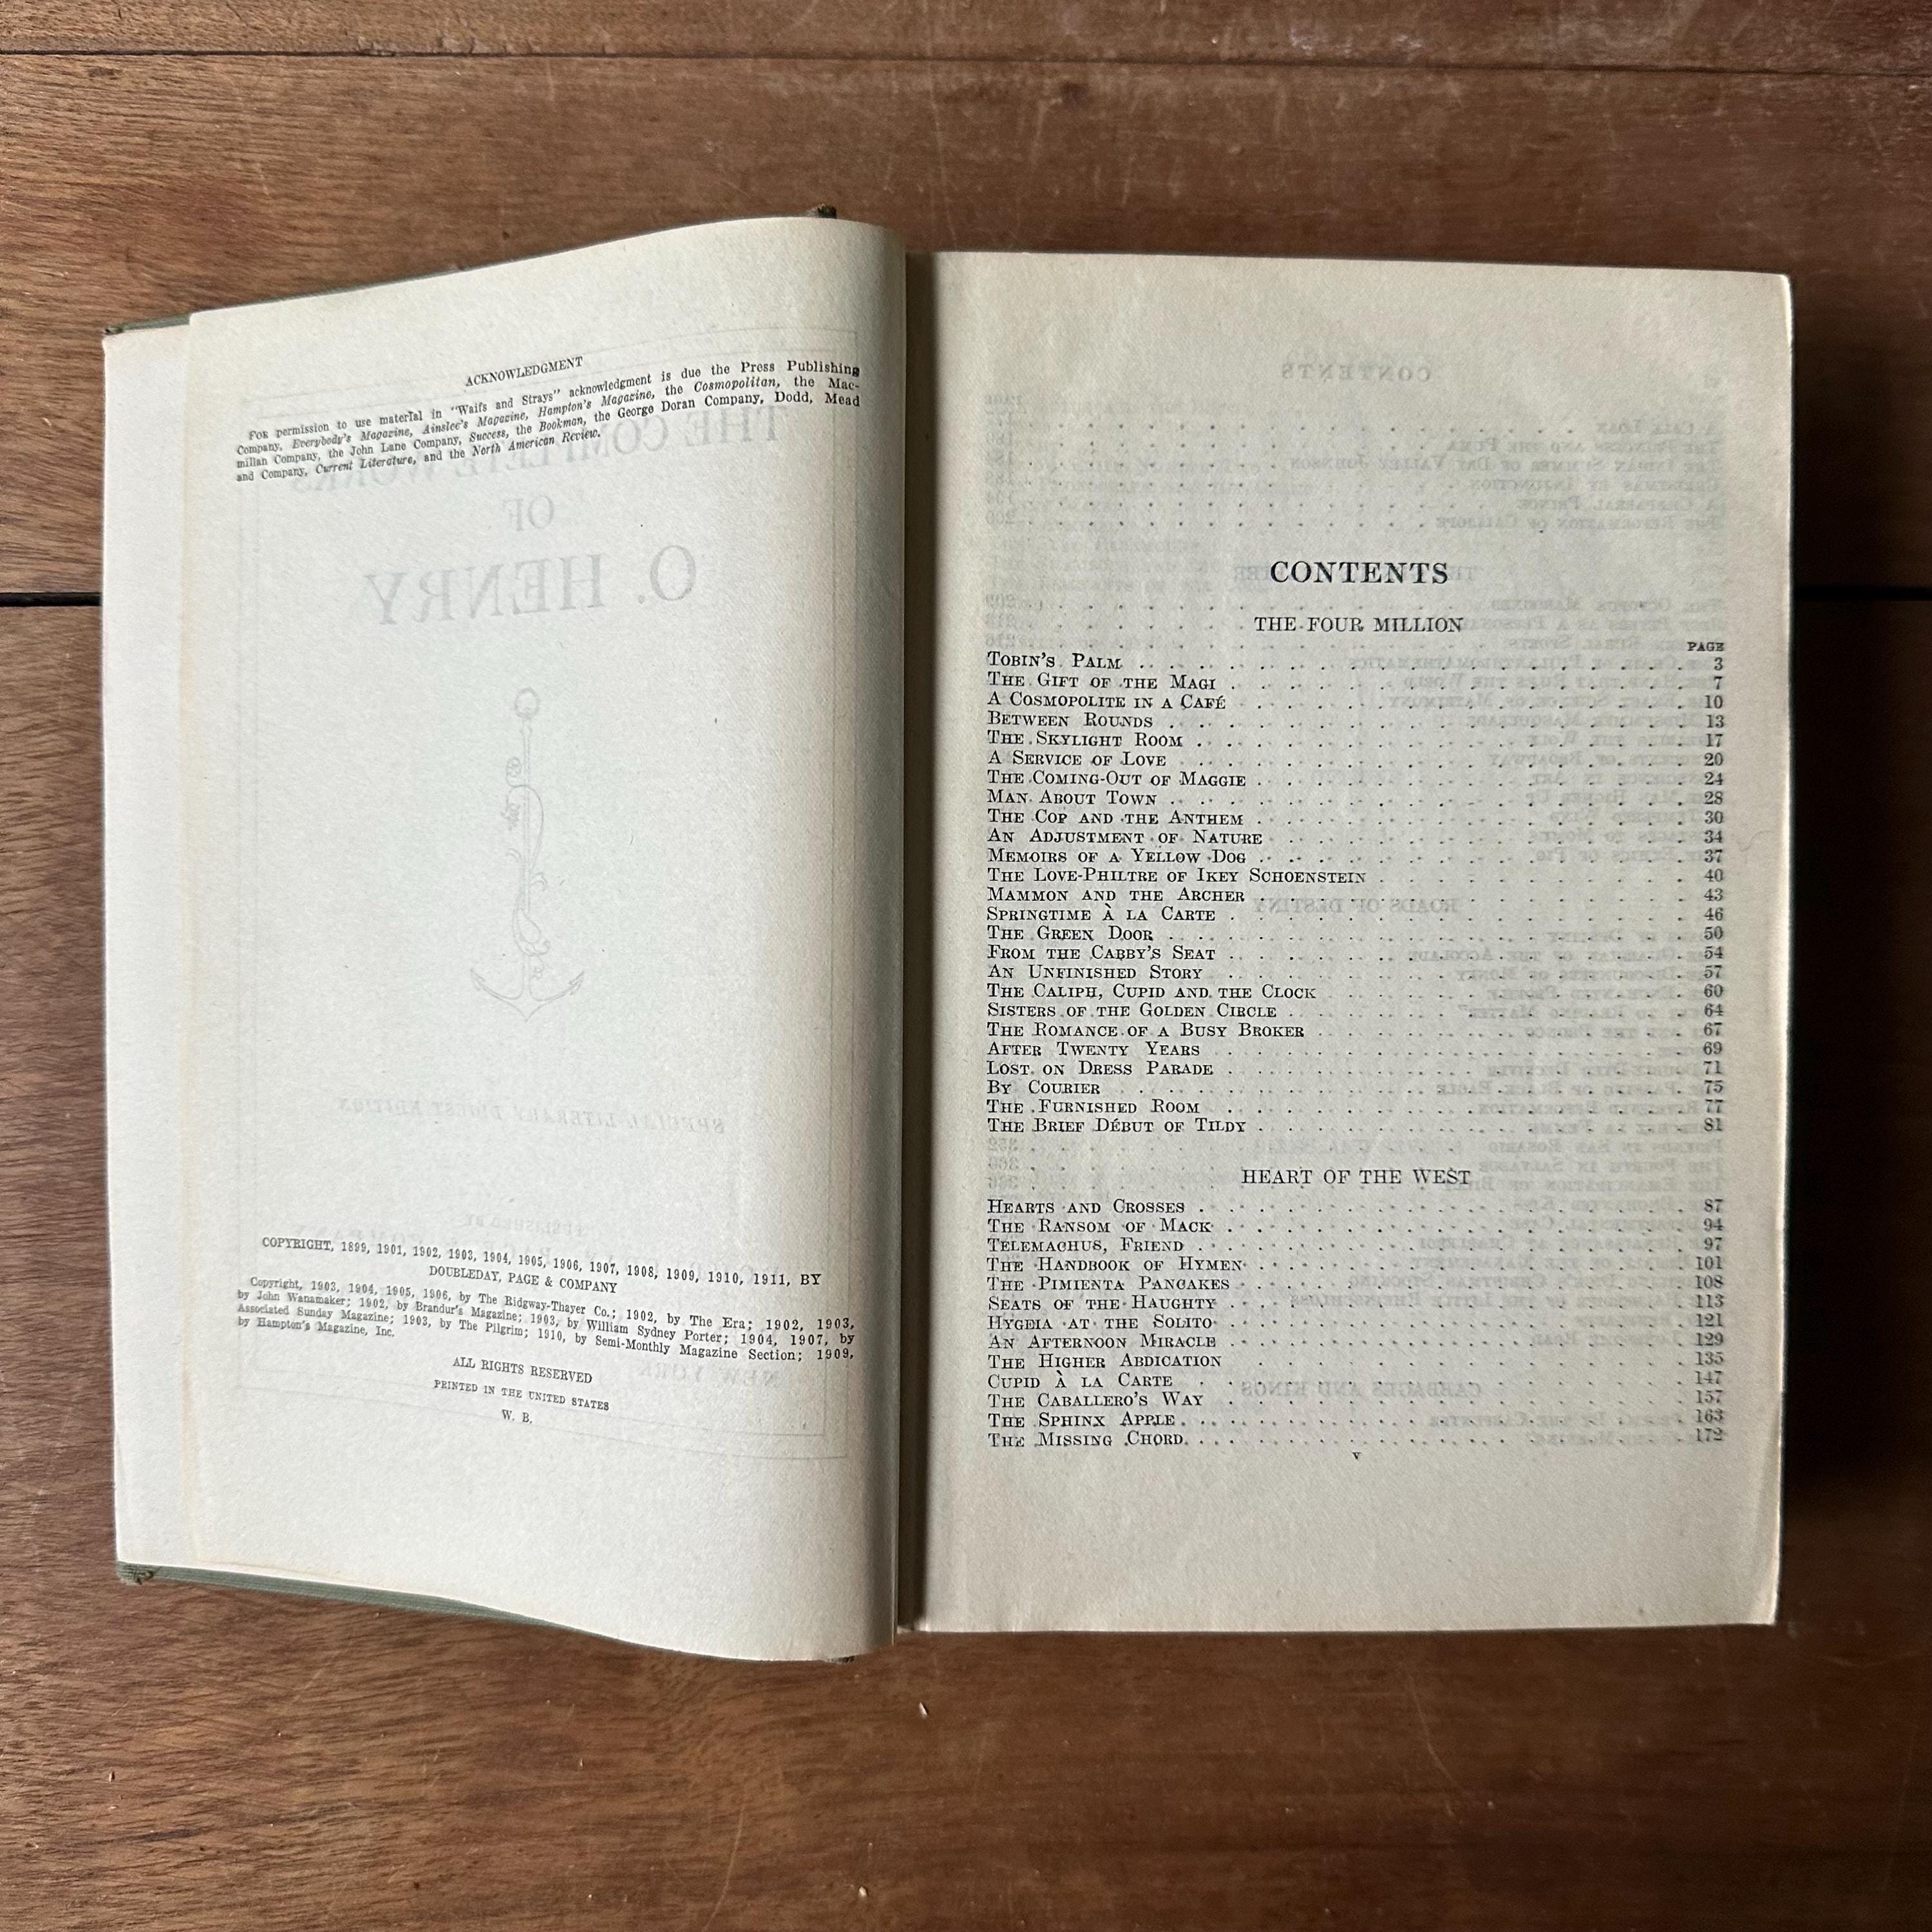 ACKNOWLEDGMENT
For permission to use material in "Waifs and Strays" acknowledgment is due the Press Publishing
Company, Everybody's Magazine, Ainslee's Magazine, Hampton's Magazine, the Cosmopolitan, the Mac-
millan Company, the John Lane Company, Success, the Bookman, the George Doran Company, Dodd, Mead
and Company, Current Literature, and the North American Review.
THE COMPLETE WORKS
OF
O. HENRY
SPECIAL LITERARY DIGEST EDITION
COPYRIGHT, 1899, 1901, 1902, 1903, 1904, 1905, 1906, 1907, 1908, 1909, 1910, 1911, BY
DOUBLEDAY, PAGE & COMPANY
Copyright, 1903, 1904, 1905, 1906, by The Ridgway-Thayer Co.; 1902, by The Era; 1902, 1903,
by John Wanamaker; 1902, by Brandur's Magazine; 1903, by William Sydney Porter; 1904, 1907, by
Associated Sunday Magazine; 1903, by The Pilgrim; 1910, by Semi-Monthly Magazine Section; 1909,
by Hampton's Magazine, Inc.
ALL RIGHTS RESERVED
PRINTED IN THE UNITED STATES
W. B.
CONTENTS
THE FOUR MILLION
PAGE
Tobin's Palm 3
The Gift of the Magi 7
A Cosmopolite in a Café 10
Between Rounds 13
The Skylight Room 17
A Service of Love 20
The Coming-Out of Maggie 24
Man About Town 28
The Cop and the Anthem 30
An Adjustment of Nature 34
Memoirs of a Yellow Dog 37
The Love-Philtre of Ikey Schoenstein 40
Mammon and the Archer 43
Springtime à la Carte 46
The Green Door 50
From the Cabby's Seat 54
An Unfinished Story 57
The Caliph, Cupid and the Clock 60
Sisters of the Golden Circle 64
The Romance of a Busy Broker 67
After Twenty Years 69
Lost on Dress Parade 71
By Courier 75
The Furnished Room 77
The Brief Début of Tildy 81
HEART OF THE WEST
Hearts and Crosses 87
The Ransom of Mack 94
Telemachus, Friend 97
The Handbook of Hymen 101
The Pimienta Pancakes 108
Seats of the Haughty 113
Hygeia at the Solito 121
An Afternoon Miracle 129
The Higher Abdication 135
Cupid à la Carte 147
The Caballero's Way 157
The Sphinx Apple 163
The Missing Chord 172
v